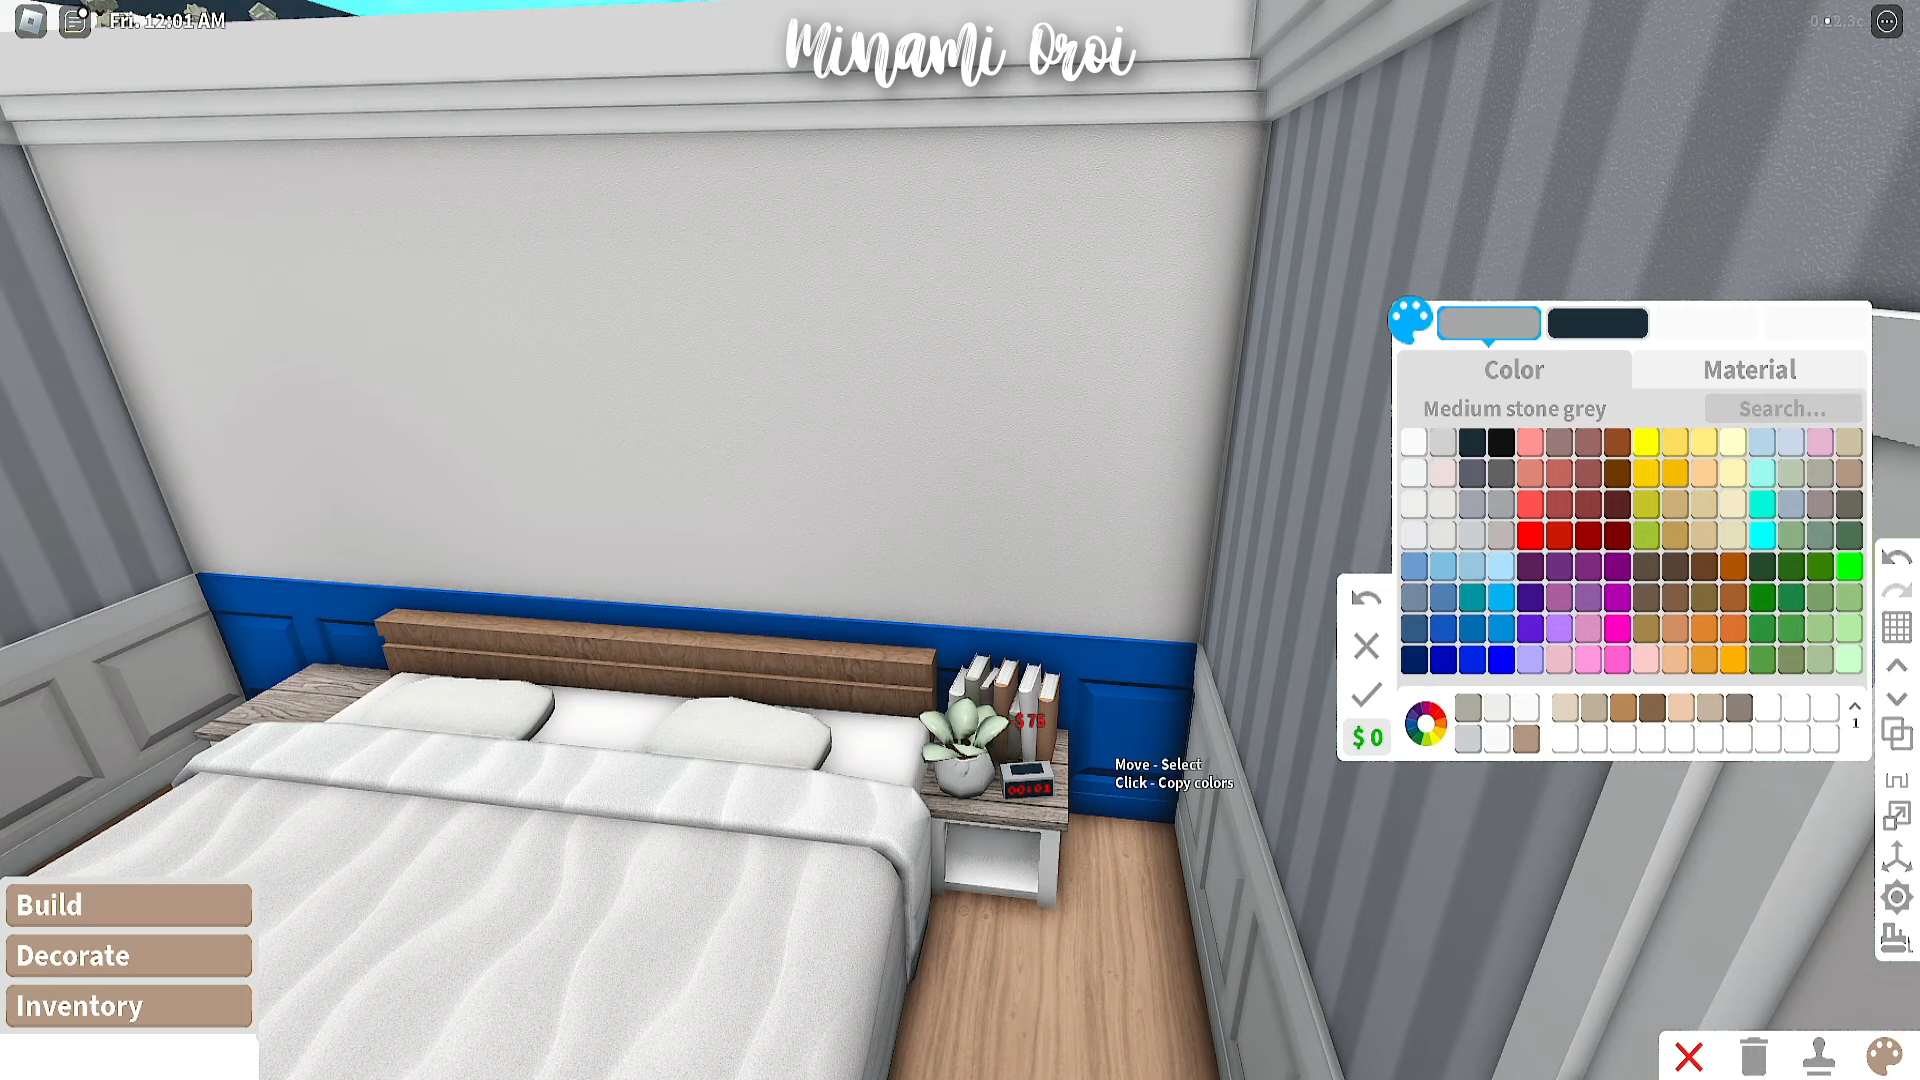 Fri. 12:01 AM
Minami Oroi
Color
Material
Medium stone grey
Search...
-$75
Move - Select
Click - Copy colors
00:01
$ 0
1
Build
Decorate
Inventory